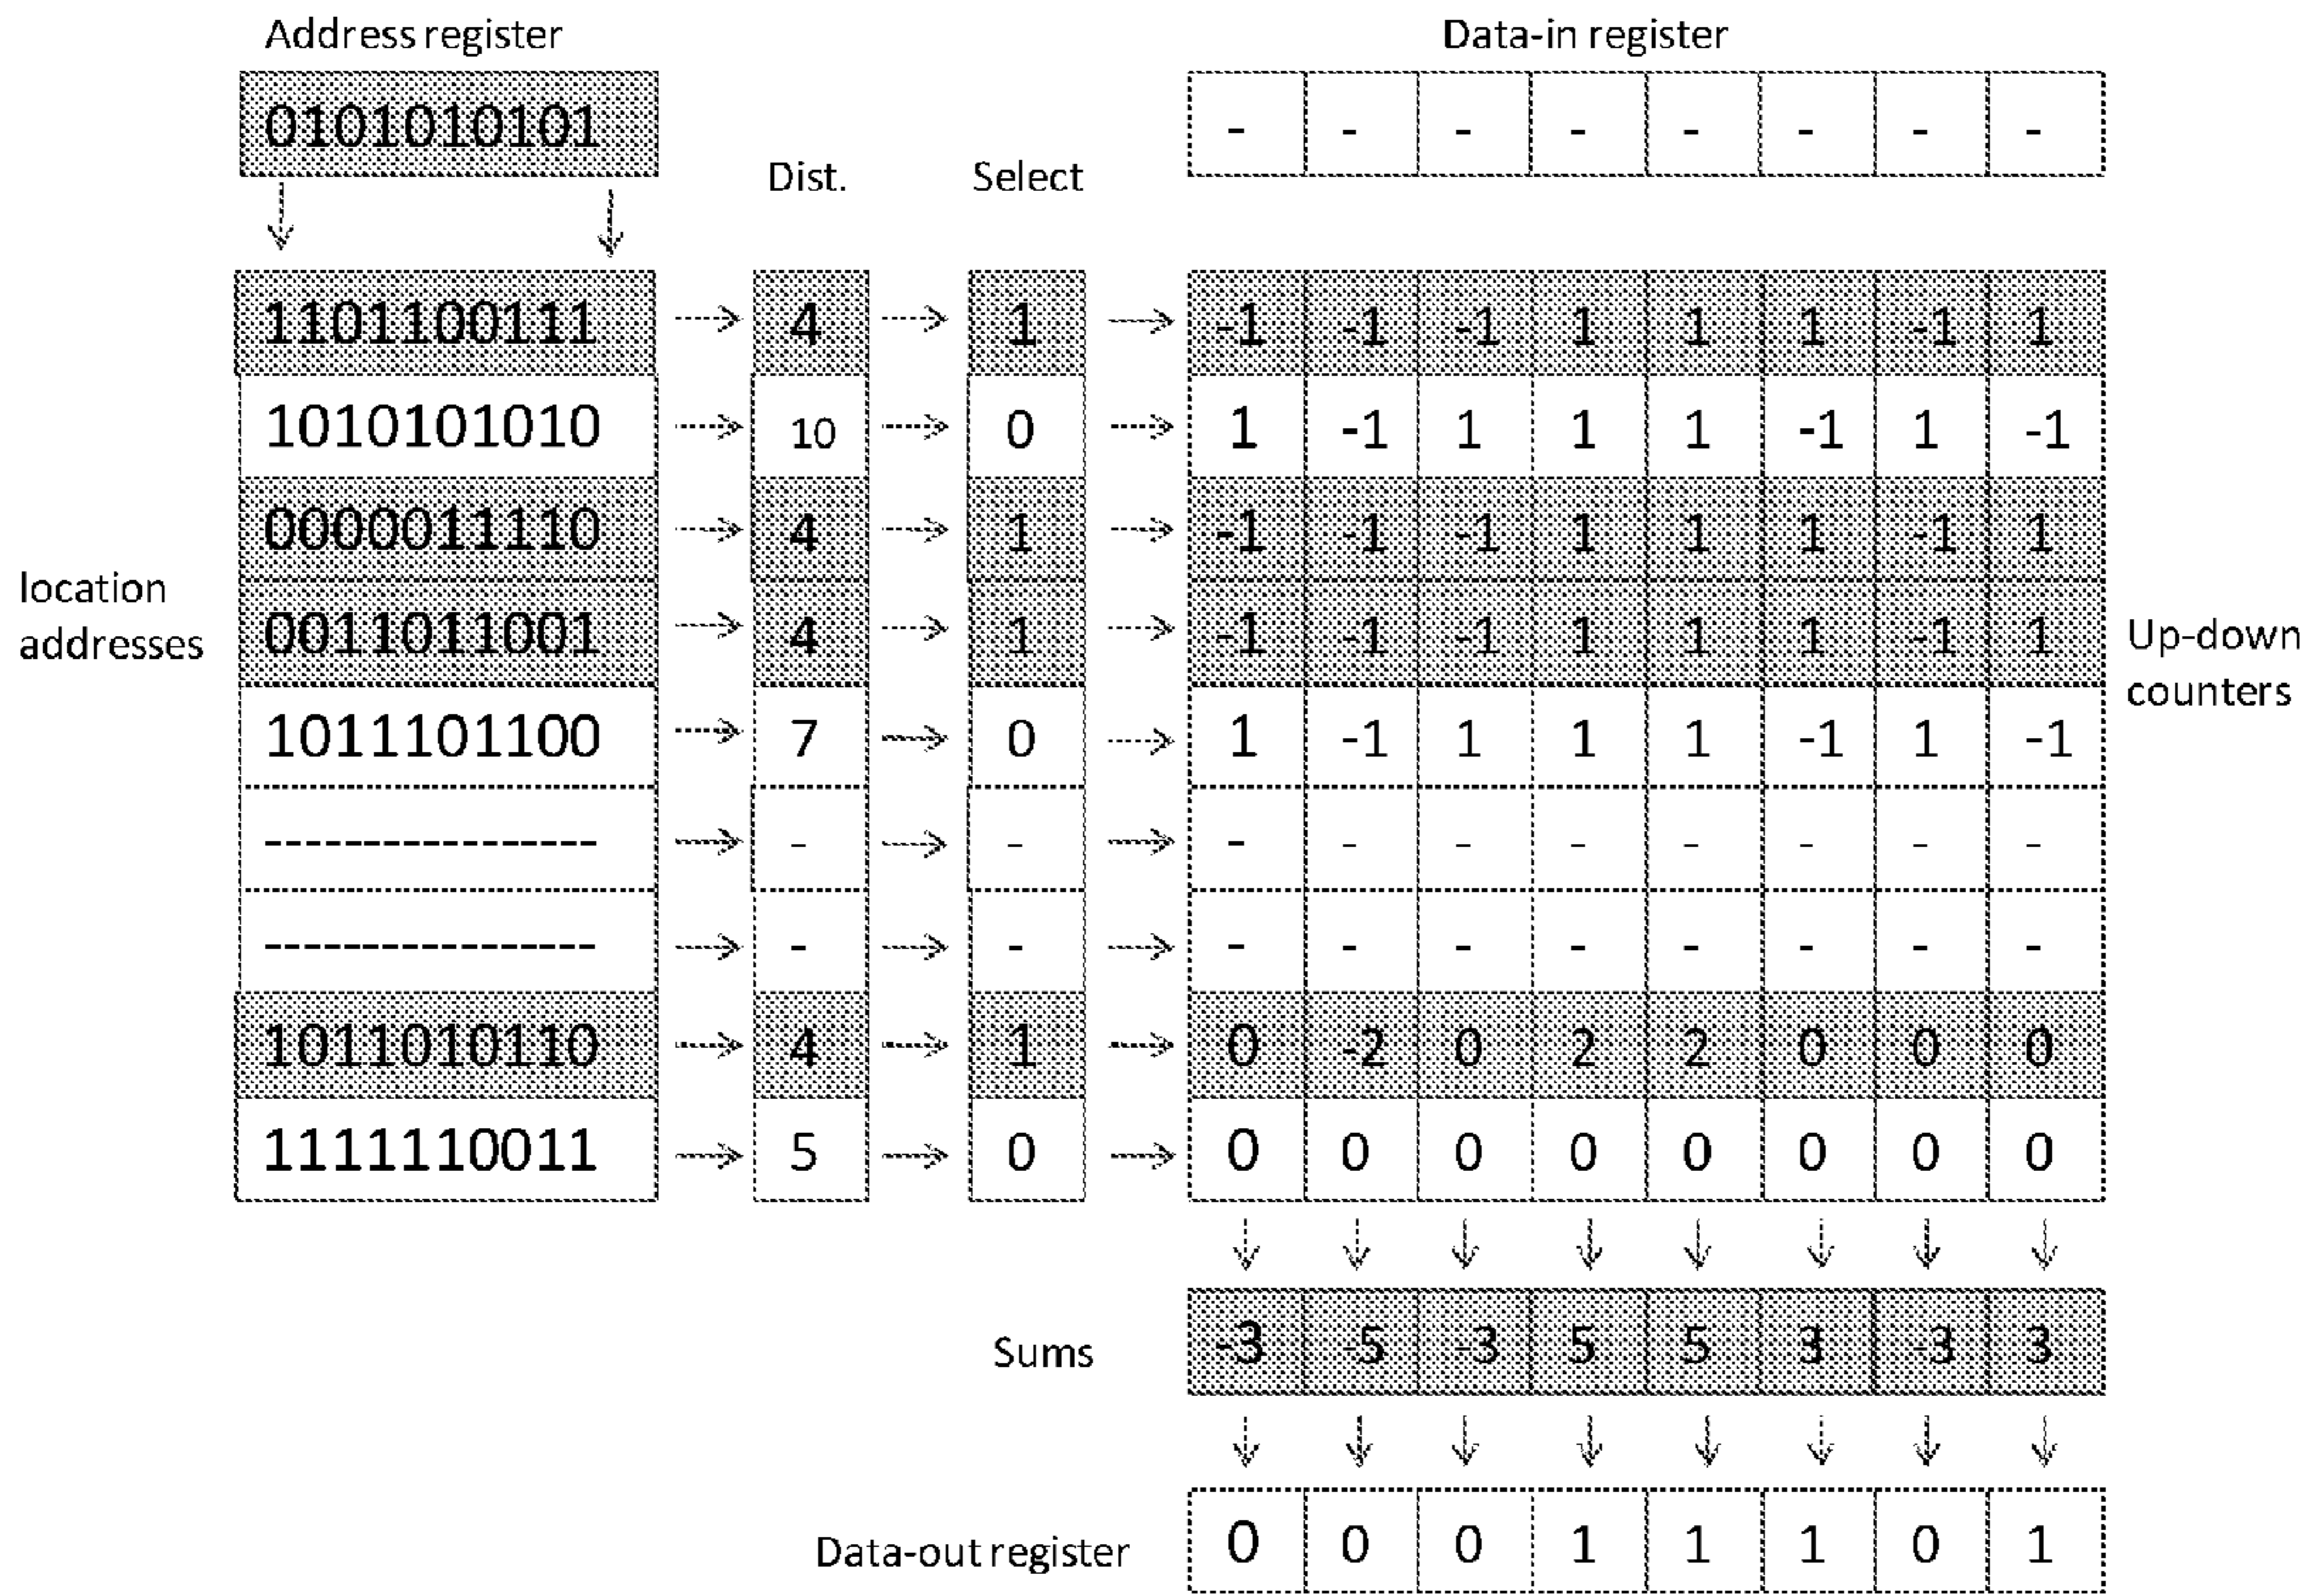 Address register Data-in register
0101010101 - - - - - - - -
Dist. Select
1101100111 4 1 -1 -1 -1 1 1 1 -1 1
1010101010 10 0 1 -1 1 1 1 -1 1 -1
0000011110 4 1 -1 -1 -1 1 1 1 -1 1
location
addresses
0011011001 4 1 -1 -1 -1 1 1 1 -1 1
Up-down
counters
1011101100 7 0 1 -1 1 1 1 -1 1 -1
---------------- - - - - - - - - - -
---------------- - - - - - - - - - -
1011010110 4 1 0 -2 0 2 2 0 0 0
1111110011 5 0 0 0 0 0 0 0 0 0
Sums -3 -5 -3 5 5 3 -3 3
Data-out register 0 0 0 1 1 1 0 1